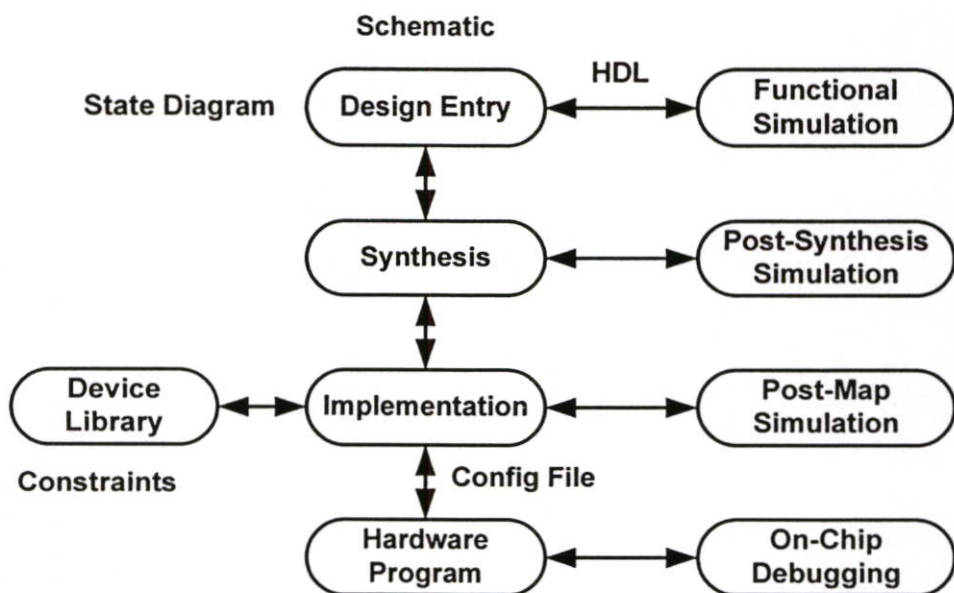 Schematic
HDL
State Diagram
Design Entry
Functional
Simulation
Synthesis
Post-Synthesis
Simulation
Device
Library
Implementation
Post-Map
Simulation
Constraints
Config File
Hardware
Program
On-Chip
Debugging